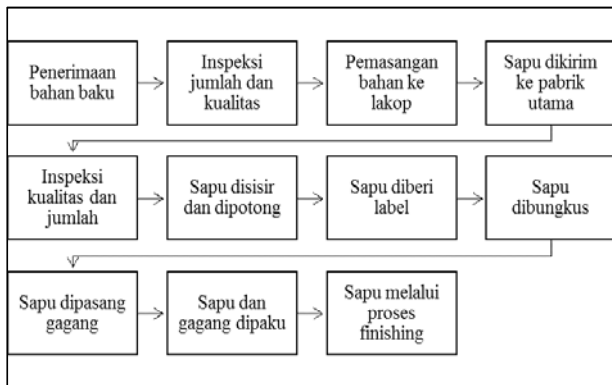 Penerimaan
bahan baku
Inspeksi
jumlah dan
kualitas
Pemasangan
bahan ke
lakop
Sapu dikirim
ke pabrik
utama
Inspeksi
kualitas dan
jumlah
Sapu disisir
dan dipotong
Sapu diberi
label
Sapu
dibungkus
Sapu dipasang
gagang
Sapu dan
gagang dipaku
Sapu melalui
proses
finishing